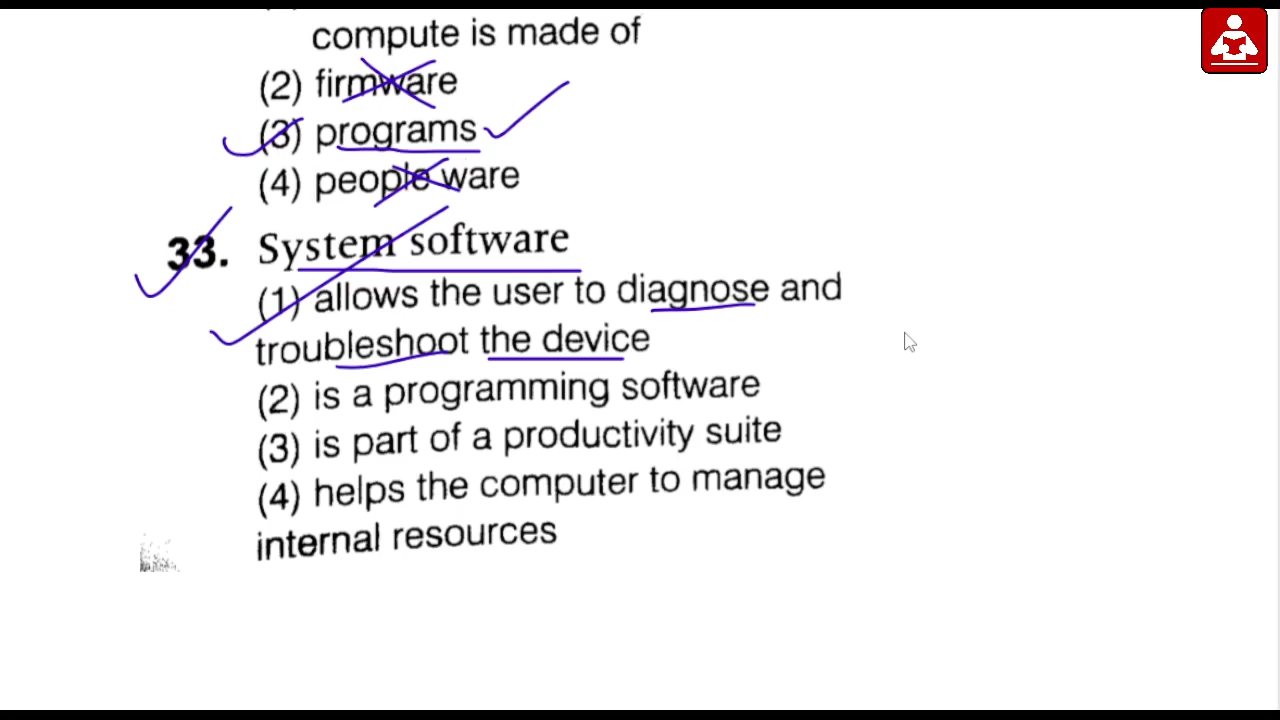 compute is made of
(2) firmware
(3) programs
(4) people ware
33. System software
(1) allows the user to diagnose and
troubleshoot the device
(2) is a programming software
(3) is part of a productivity suite
(4) helps the computer to manage
internal resources